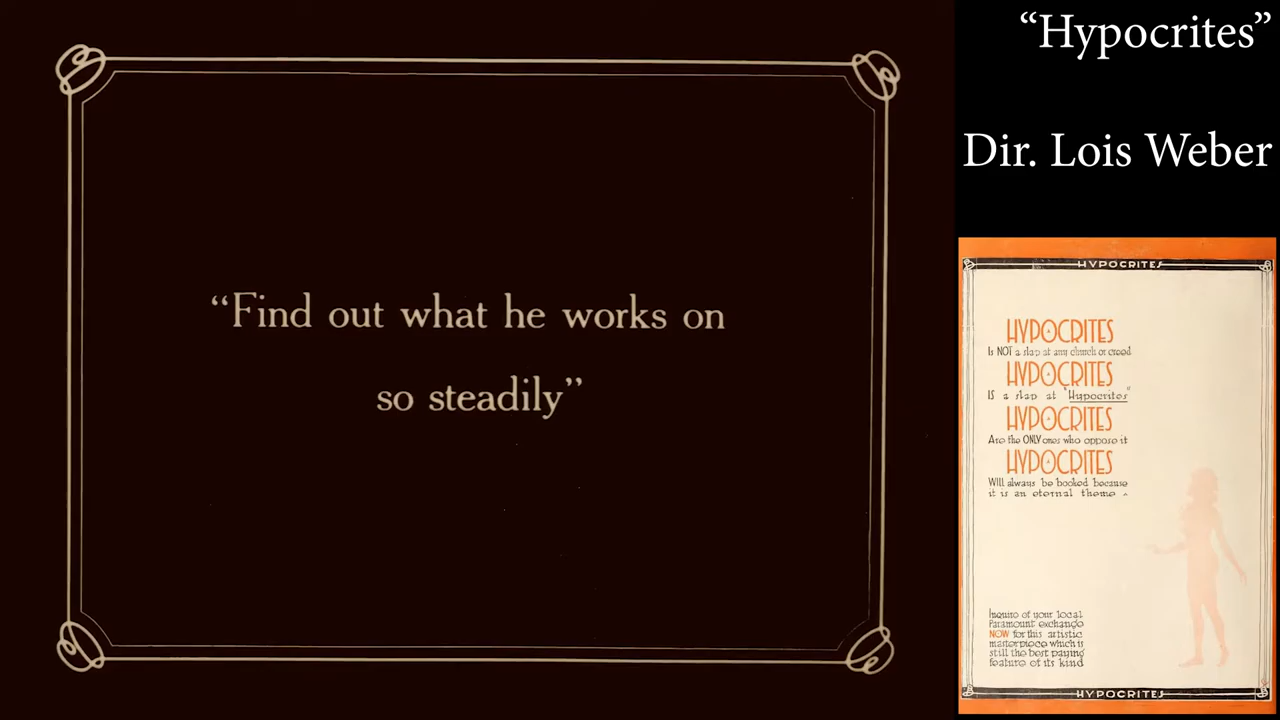 “Find out what he works on
so steadily”
“Hypocrites”
Dir. Lois Weber
HYPOCRITES
HYPOCRITES
Is NOT a slap at any church or creed
HYPOCRITES
IS a slap at "Hypocrites"
HYPOCRITES
Are the ONLY ones who oppose it
HYPOCRITES
WILL always be booked because
it is an eternal theme
Inquire of your local
Paramount exchange
NOW for this artistic
masterpiece which is
still the best paying
feature of its kind
HYPOCRITES